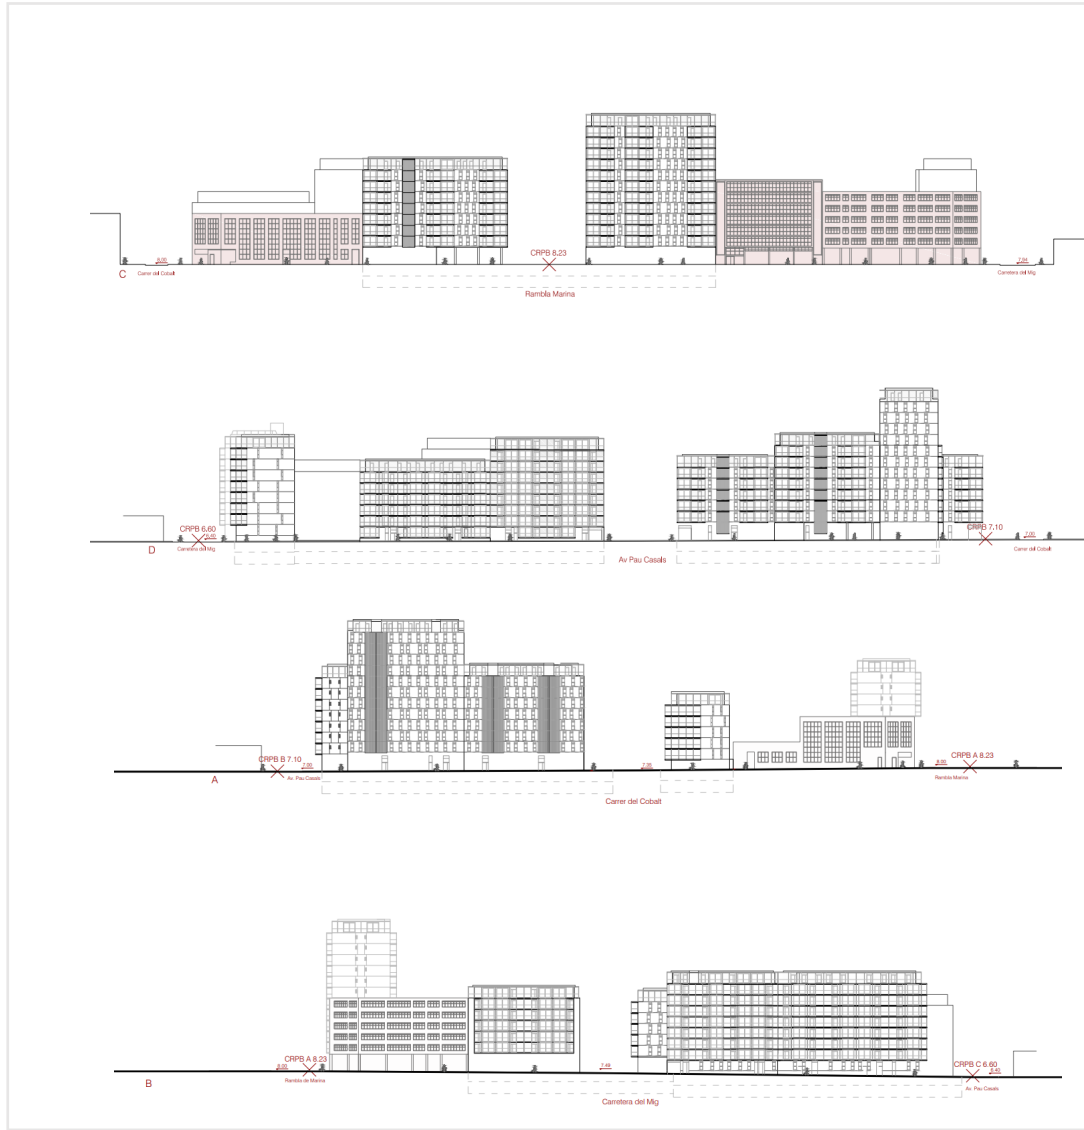 CRPB 8.23
8.00
7.94
C
Carrer del Cobalt
Carretera del Mig
Rambla Marina
CRPB 6.60
6.40
CRPB 7.10
7.00
D
Carretera del Mig
Carrer del Cobalt
Av Pau Casals
CRPB B 7.10
7.00
7.36
8.00
CRPB A 8.23
A
Av. Pau Casals
Rambla Marina
Carrer del Cobalt
CRPB A 8.23
8.00
7.49
CRPB C 6.60
6.40
B
Rambla de Marina
Av. Pau Casals
Carretera del Mig